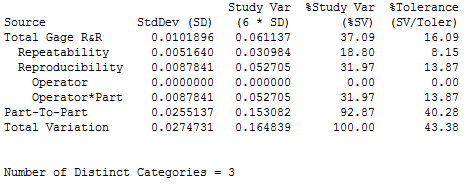 Study Var %Study Var %Tolerance
Source StdDev (SD) (6 * SD) (%SV) (SV/Toler)
Total Gage R&R 0.0101896 0.061137 37.09 16.09
Repeatability 0.0051640 0.030984 18.80 8.15
Reproducibility 0.0087841 0.052705 31.97 13.87
Operator 0.0000000 0.000000 0.00 0.00
Operator*Part 0.0087841 0.052705 31.97 13.87
Part-To-Part 0.0255137 0.153082 92.87 40.28
Total Variation 0.0274731 0.164839 100.00 43.38
Number of Distinct Categories = 3